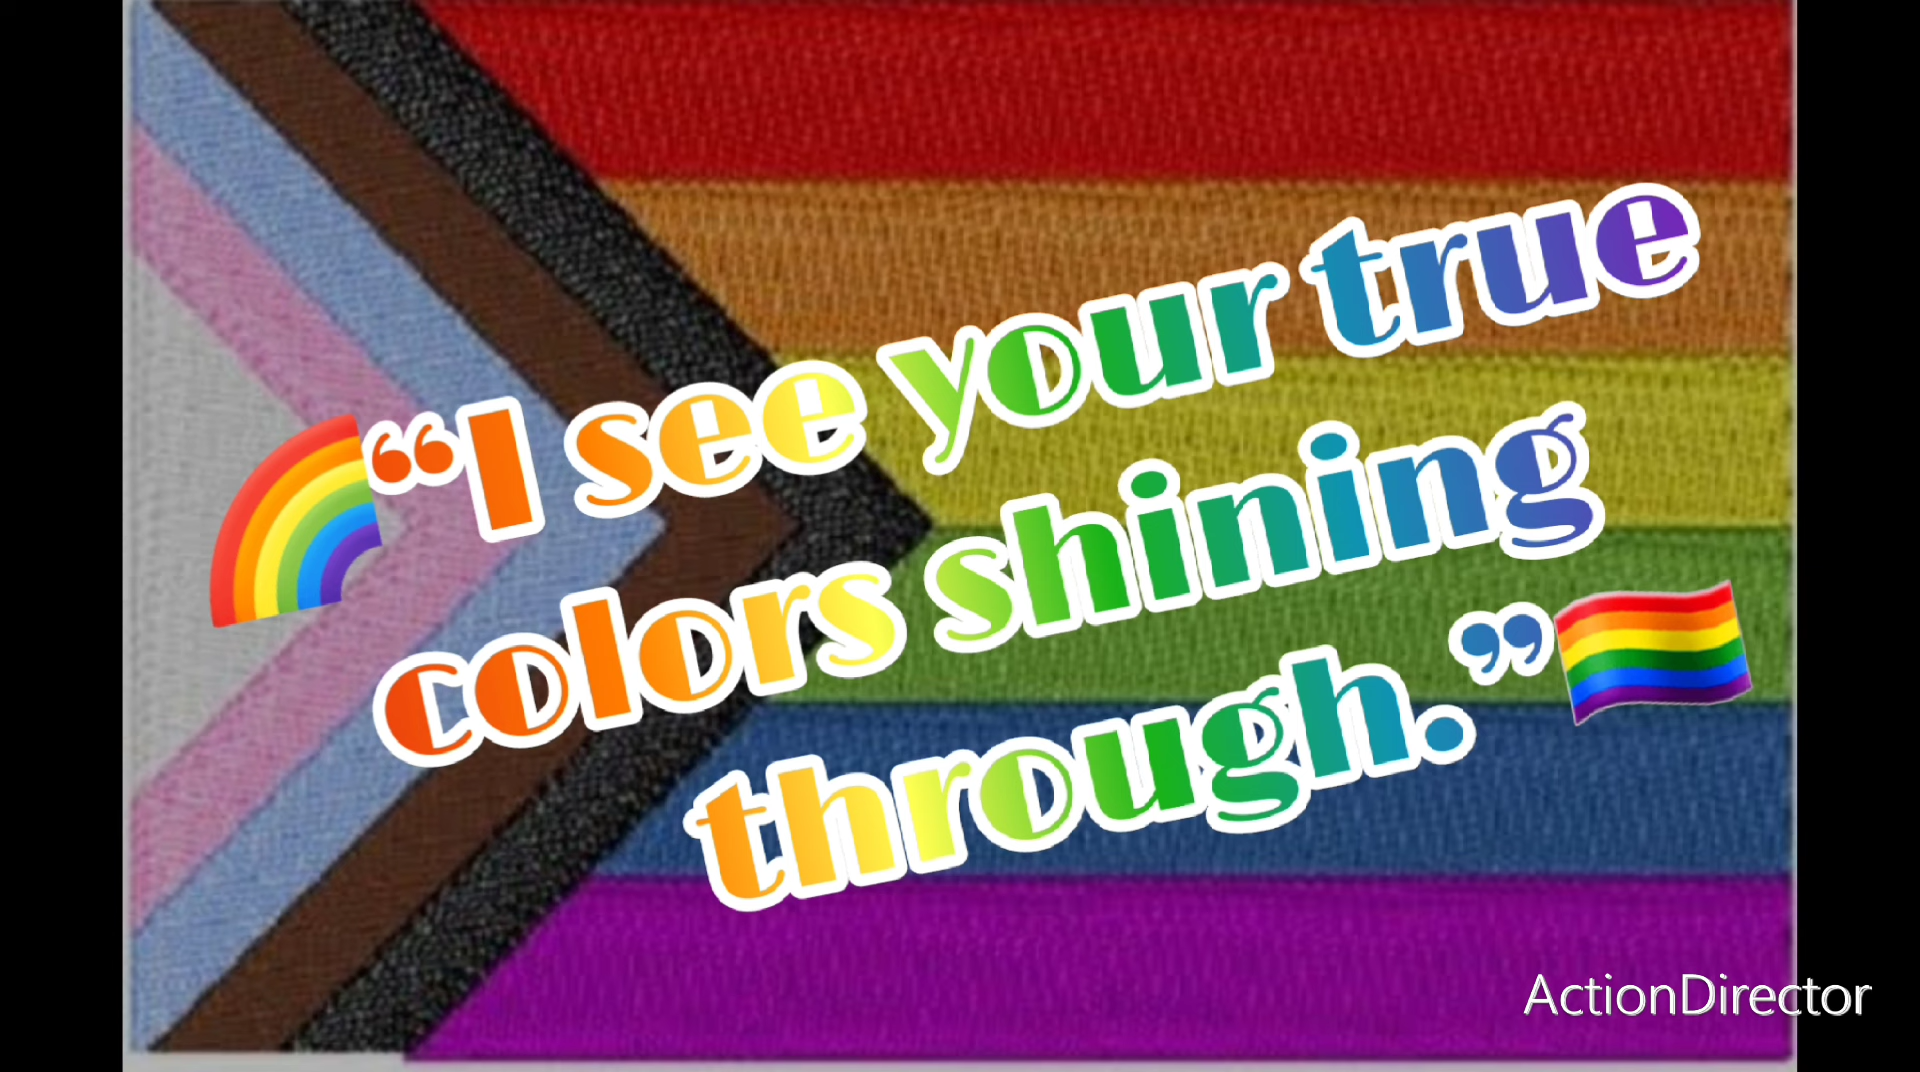 🌈“I see your true
colors shining
through.”🏳️‍🌈
ActionDirector